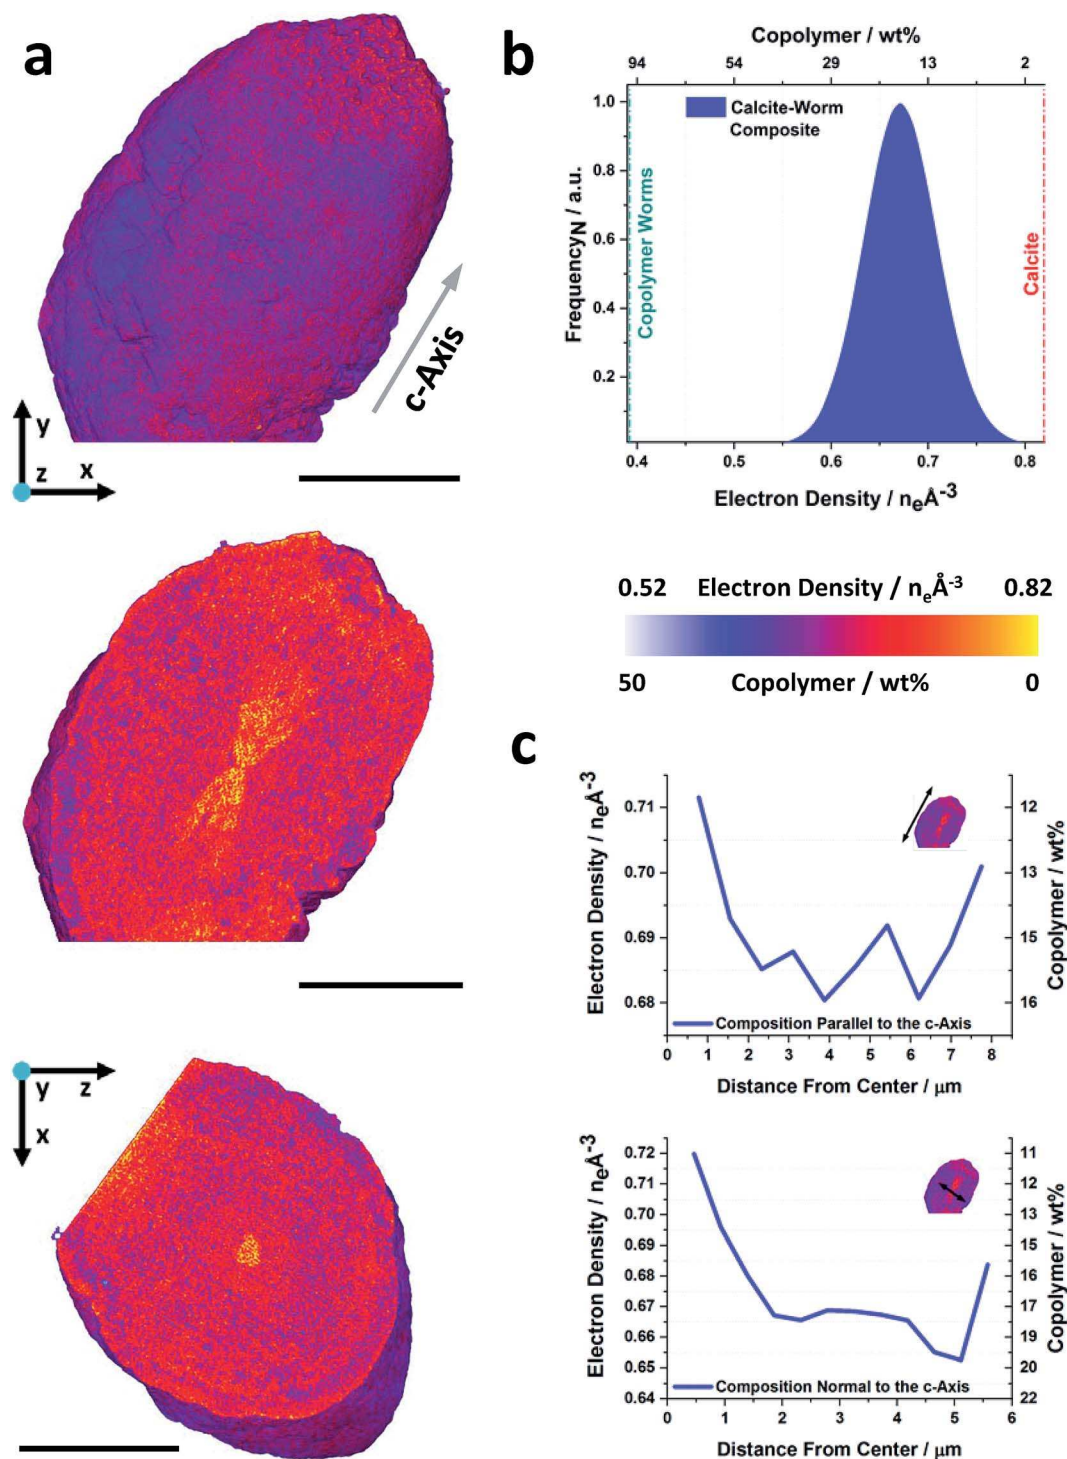 a
c-Axis
y
z x
y z
x
b
Copolymer / wt%
94 54 29 13 2
Calcite-Worm
Composite
Copolymer Worms
Calcite
FrequencyN / a.u.
1.0
0.8
0.6
0.4
0.2
0.4 0.5 0.6 0.7 0.8
Electron Density / neÅ-3
0.52 Electron Density / neÅ-3 0.82
50 Copolymer / wt% 0
c
Electron Density / neÅ-3
0.71
0.70
0.69
0.68
12
13
15
16
Copolymer / wt%
Composition Parallel to the c-Axis
0 1 2 3 4 5 6 7 8
Distance From Center / μm
Electron Density / neÅ-3
0.72
0.71
0.70
0.69
0.68
0.67
0.66
0.65
0.64
11
12
13
15
16
17
19
20
22
Copolymer / wt%
Composition Normal to the c-Axis
0 1 2 3 4 5 6
Distance From Center / μm